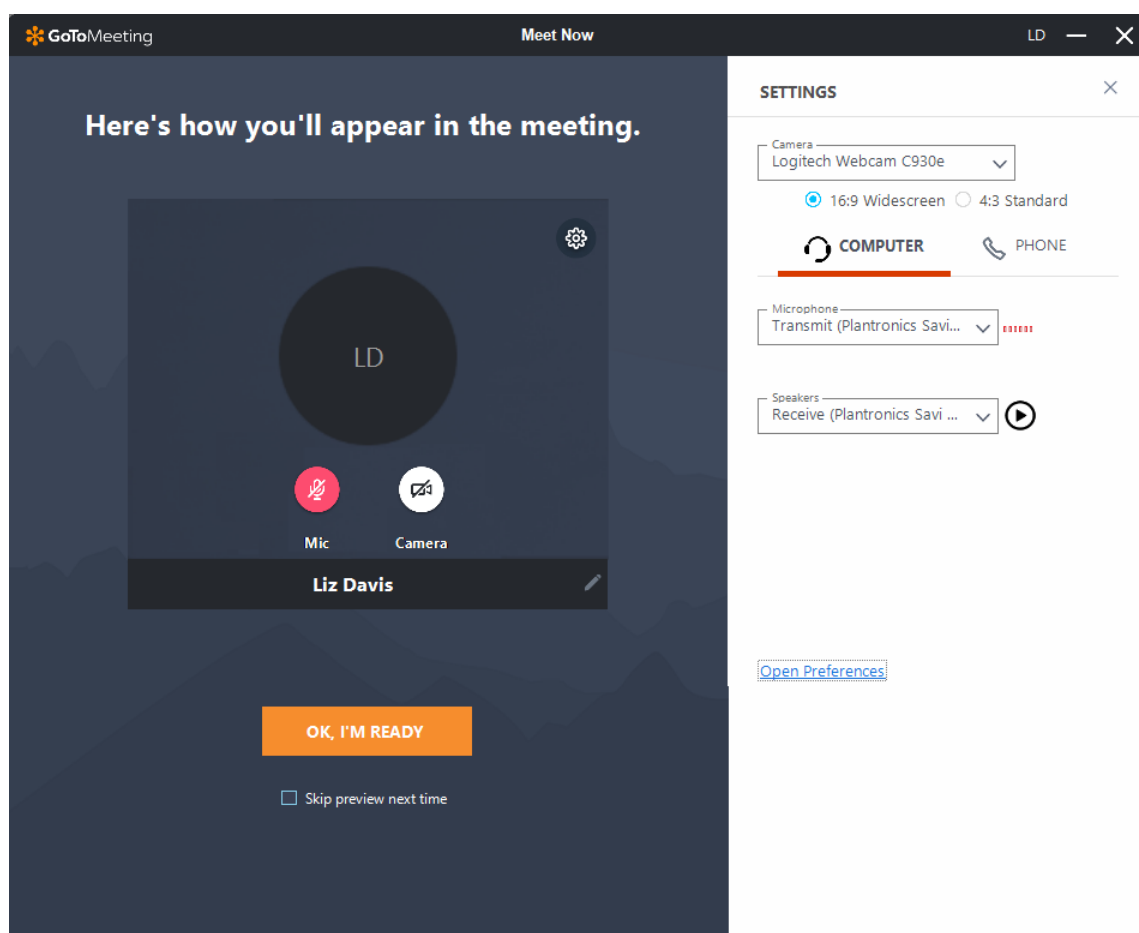 GoToMeeting
Meet Now
LD
Here's how you'll appear in the meeting.
LD
Mic
Camera
Liz Davis
OK, I'M READY
Skip preview next time
SETTINGS
Camera
Logitech Webcam C930e
16:9 Widescreen
4:3 Standard
COMPUTER
PHONE
Microphone
Transmit (Plantronics Savi...
Speakers
Receive (Plantronics Savi ...
Open Preferences